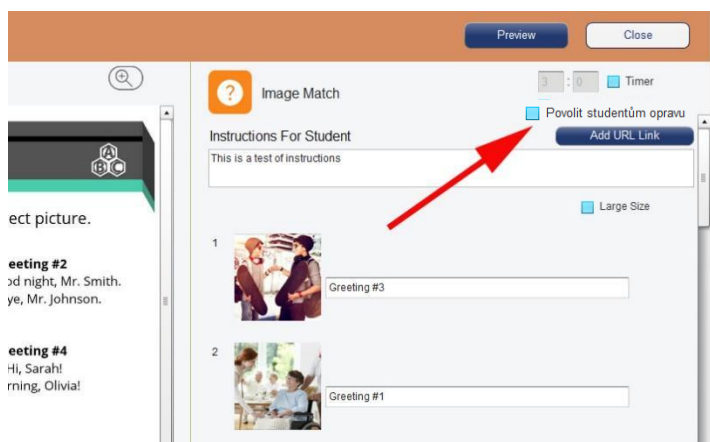 Preview
Close
Image Match
3 : 0
Timer
Povolit studentům opravu
Instructions For Student
Add URL Link
This is a test of instructions
Large Size
A
B C
ect picture.
eeting #2
od night, Mr. Smith.
ye, Mr. Johnson.
eeting #4
Hi, Sarah!
rning, Olivia!
1
Greeting #3
2
Greeting #1